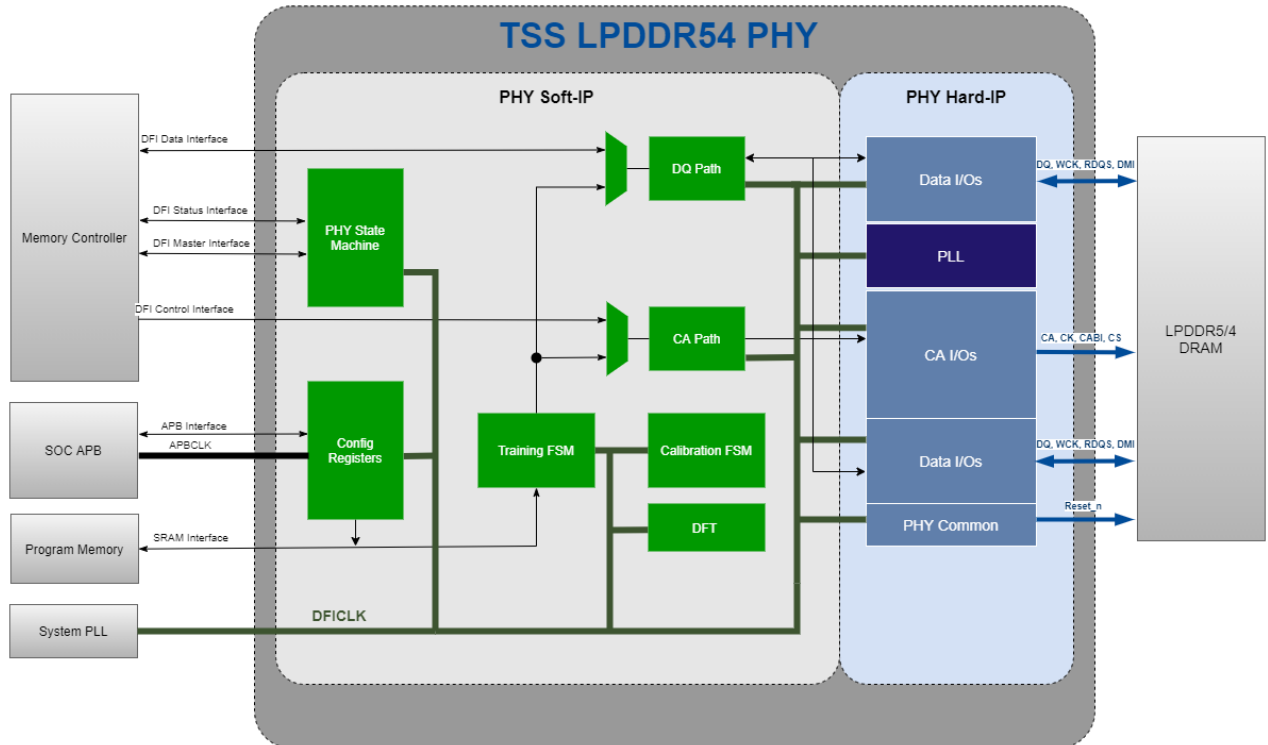 TSS LPDDR54 PHY
PHY Soft-IP
PHY Hard-IP
Memory Controller
DFI Data Interface
DFI Status Interface
DFI Master Interface
DFI Control Interface
PHY State
Machine
DQ Path
CA Path
Data I/Os
PLL
CA I/Os
Data I/Os
PHY Common
DQ, WCK, RDQS, DMI
CA, CK, CABI, CS
DQ, WCK, RDQS, DMI
Reset_n
LPDDR5/4
DRAM
SOC APB
APB Interface
APBCLK
Config
Registers
Training FSM
Calibration FSM
DFT
Program Memory
SRAM Interface
System PLL
DFICLK